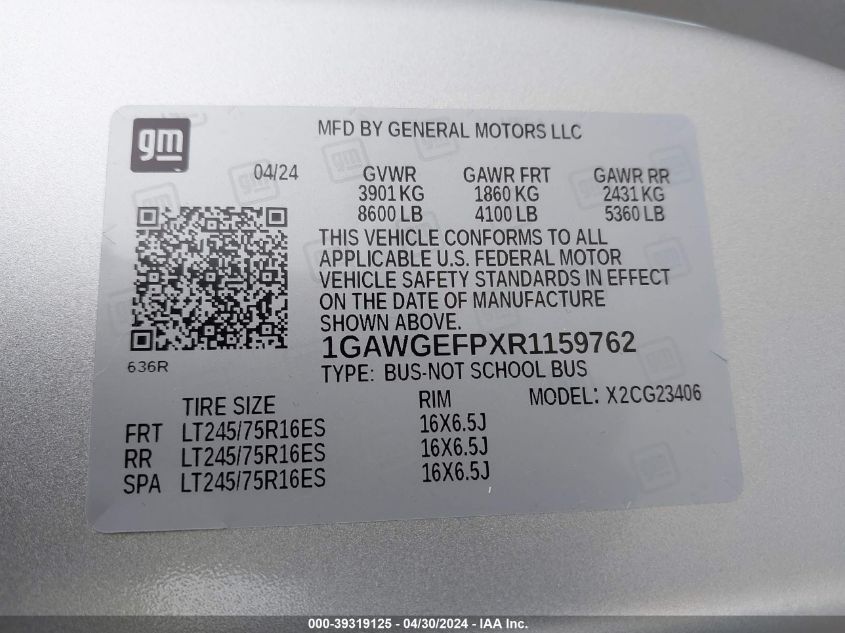 gm
MFD BY GENERAL MOTORS LLC
04/24
GVWR GAWR FRT GAWR RR
3901 KG 1860 KG 2431 KG
8600 LB 4100 LB 5360 LB
THIS VEHICLE CONFORMS TO ALL
APPLICABLE U.S. FEDERAL MOTOR
VEHICLE SAFETY STANDARDS IN EFFECT
ON THE DATE OF MANUFACTURE
SHOWN ABOVE.
1GAWGEFPXR1159762
636R
TYPE: BUS-NOT SCHOOL BUS
TIRE SIZE RIM MODEL: X2CG23406
FRT LT245/75R16ES 16X6.5J
RR LT245/75R16ES 16X6.5J
SPA LT245/75R16ES 16X6.5J
000-39319125 - 04/30/2024 - IAA Inc.